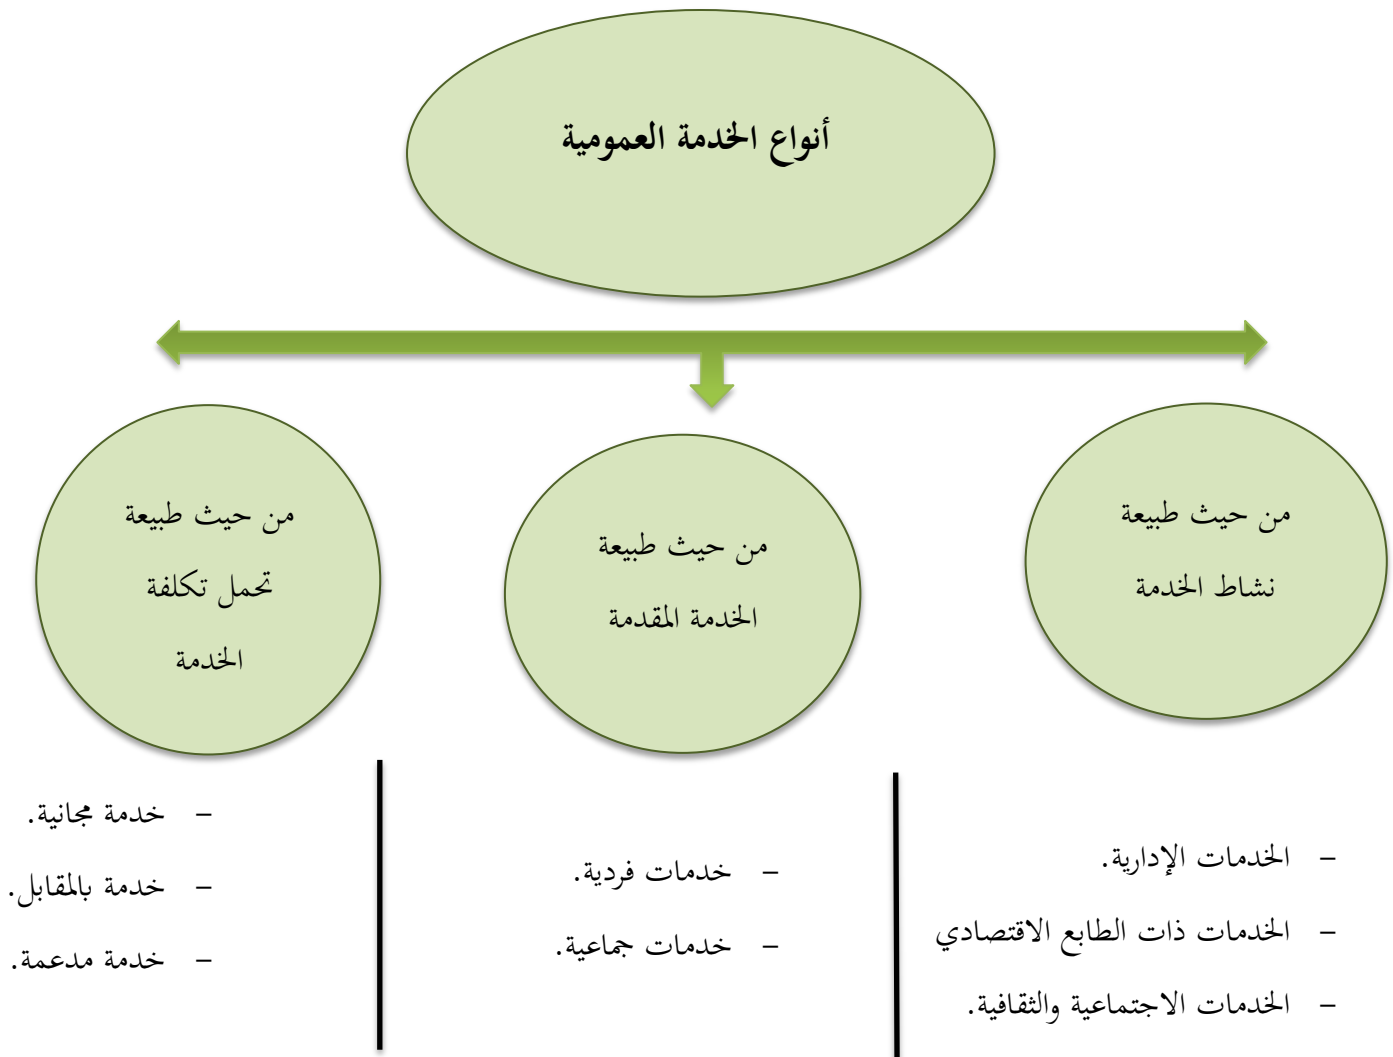 أنواع الخدمة العمومية
من حيث طبيعة
نشاط الخدمة
من حيث طبيعة
الخدمة المقدمة
من حيث طبيعة
تحمل تكلفة
الخدمة
- الخدمات الإدارية.
- الخدمات ذات الطابع الاقتصادي
- الخدمات الاجتماعية والثقافية.
- خدمات فردية.
- خدمات جماعية.
- خدمة مجانية.
- خدمة بالمقابل.
- خدمة مدعمة.